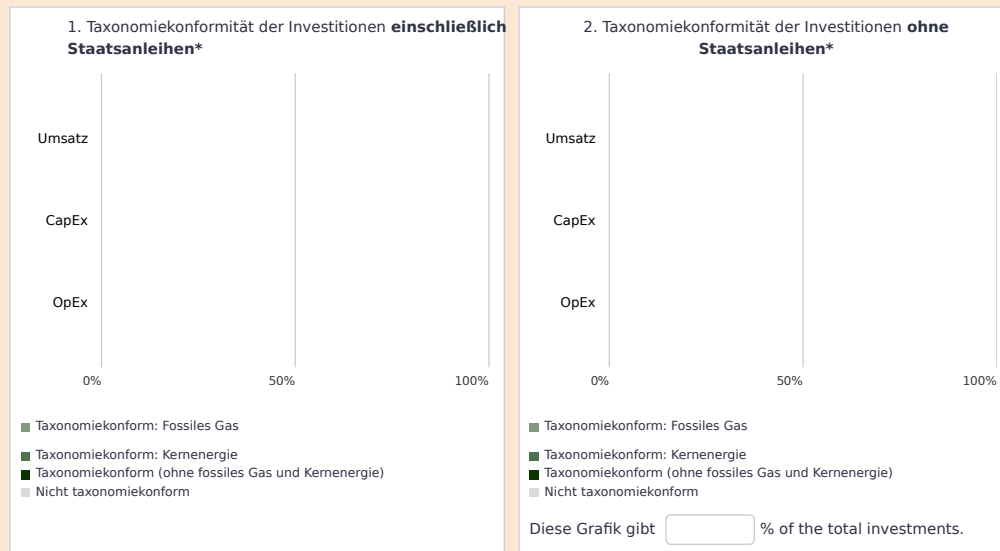 1. Taxonomiekonformität der Investitionen einschließlich
Staatsanleihen*
Umsatz
CapEx
OpEx
0% 50% 100%
Taxonomiekonform: Fossiles Gas
Taxonomiekonform: Kernenergie
Taxonomiekonform (ohne fossiles Gas und Kernenergie)
Nicht taxonomiekonform
2. Taxonomiekonformität der Investitionen ohne
Staatsanleihen*
Umsatz
CapEx
OpEx
0% 50% 100%
Taxonomiekonform: Fossiles Gas
Taxonomiekonform: Kernenergie
Taxonomiekonform (ohne fossiles Gas und Kernenergie)
Nicht taxonomiekonform
Diese Grafik gibt % of the total investments.